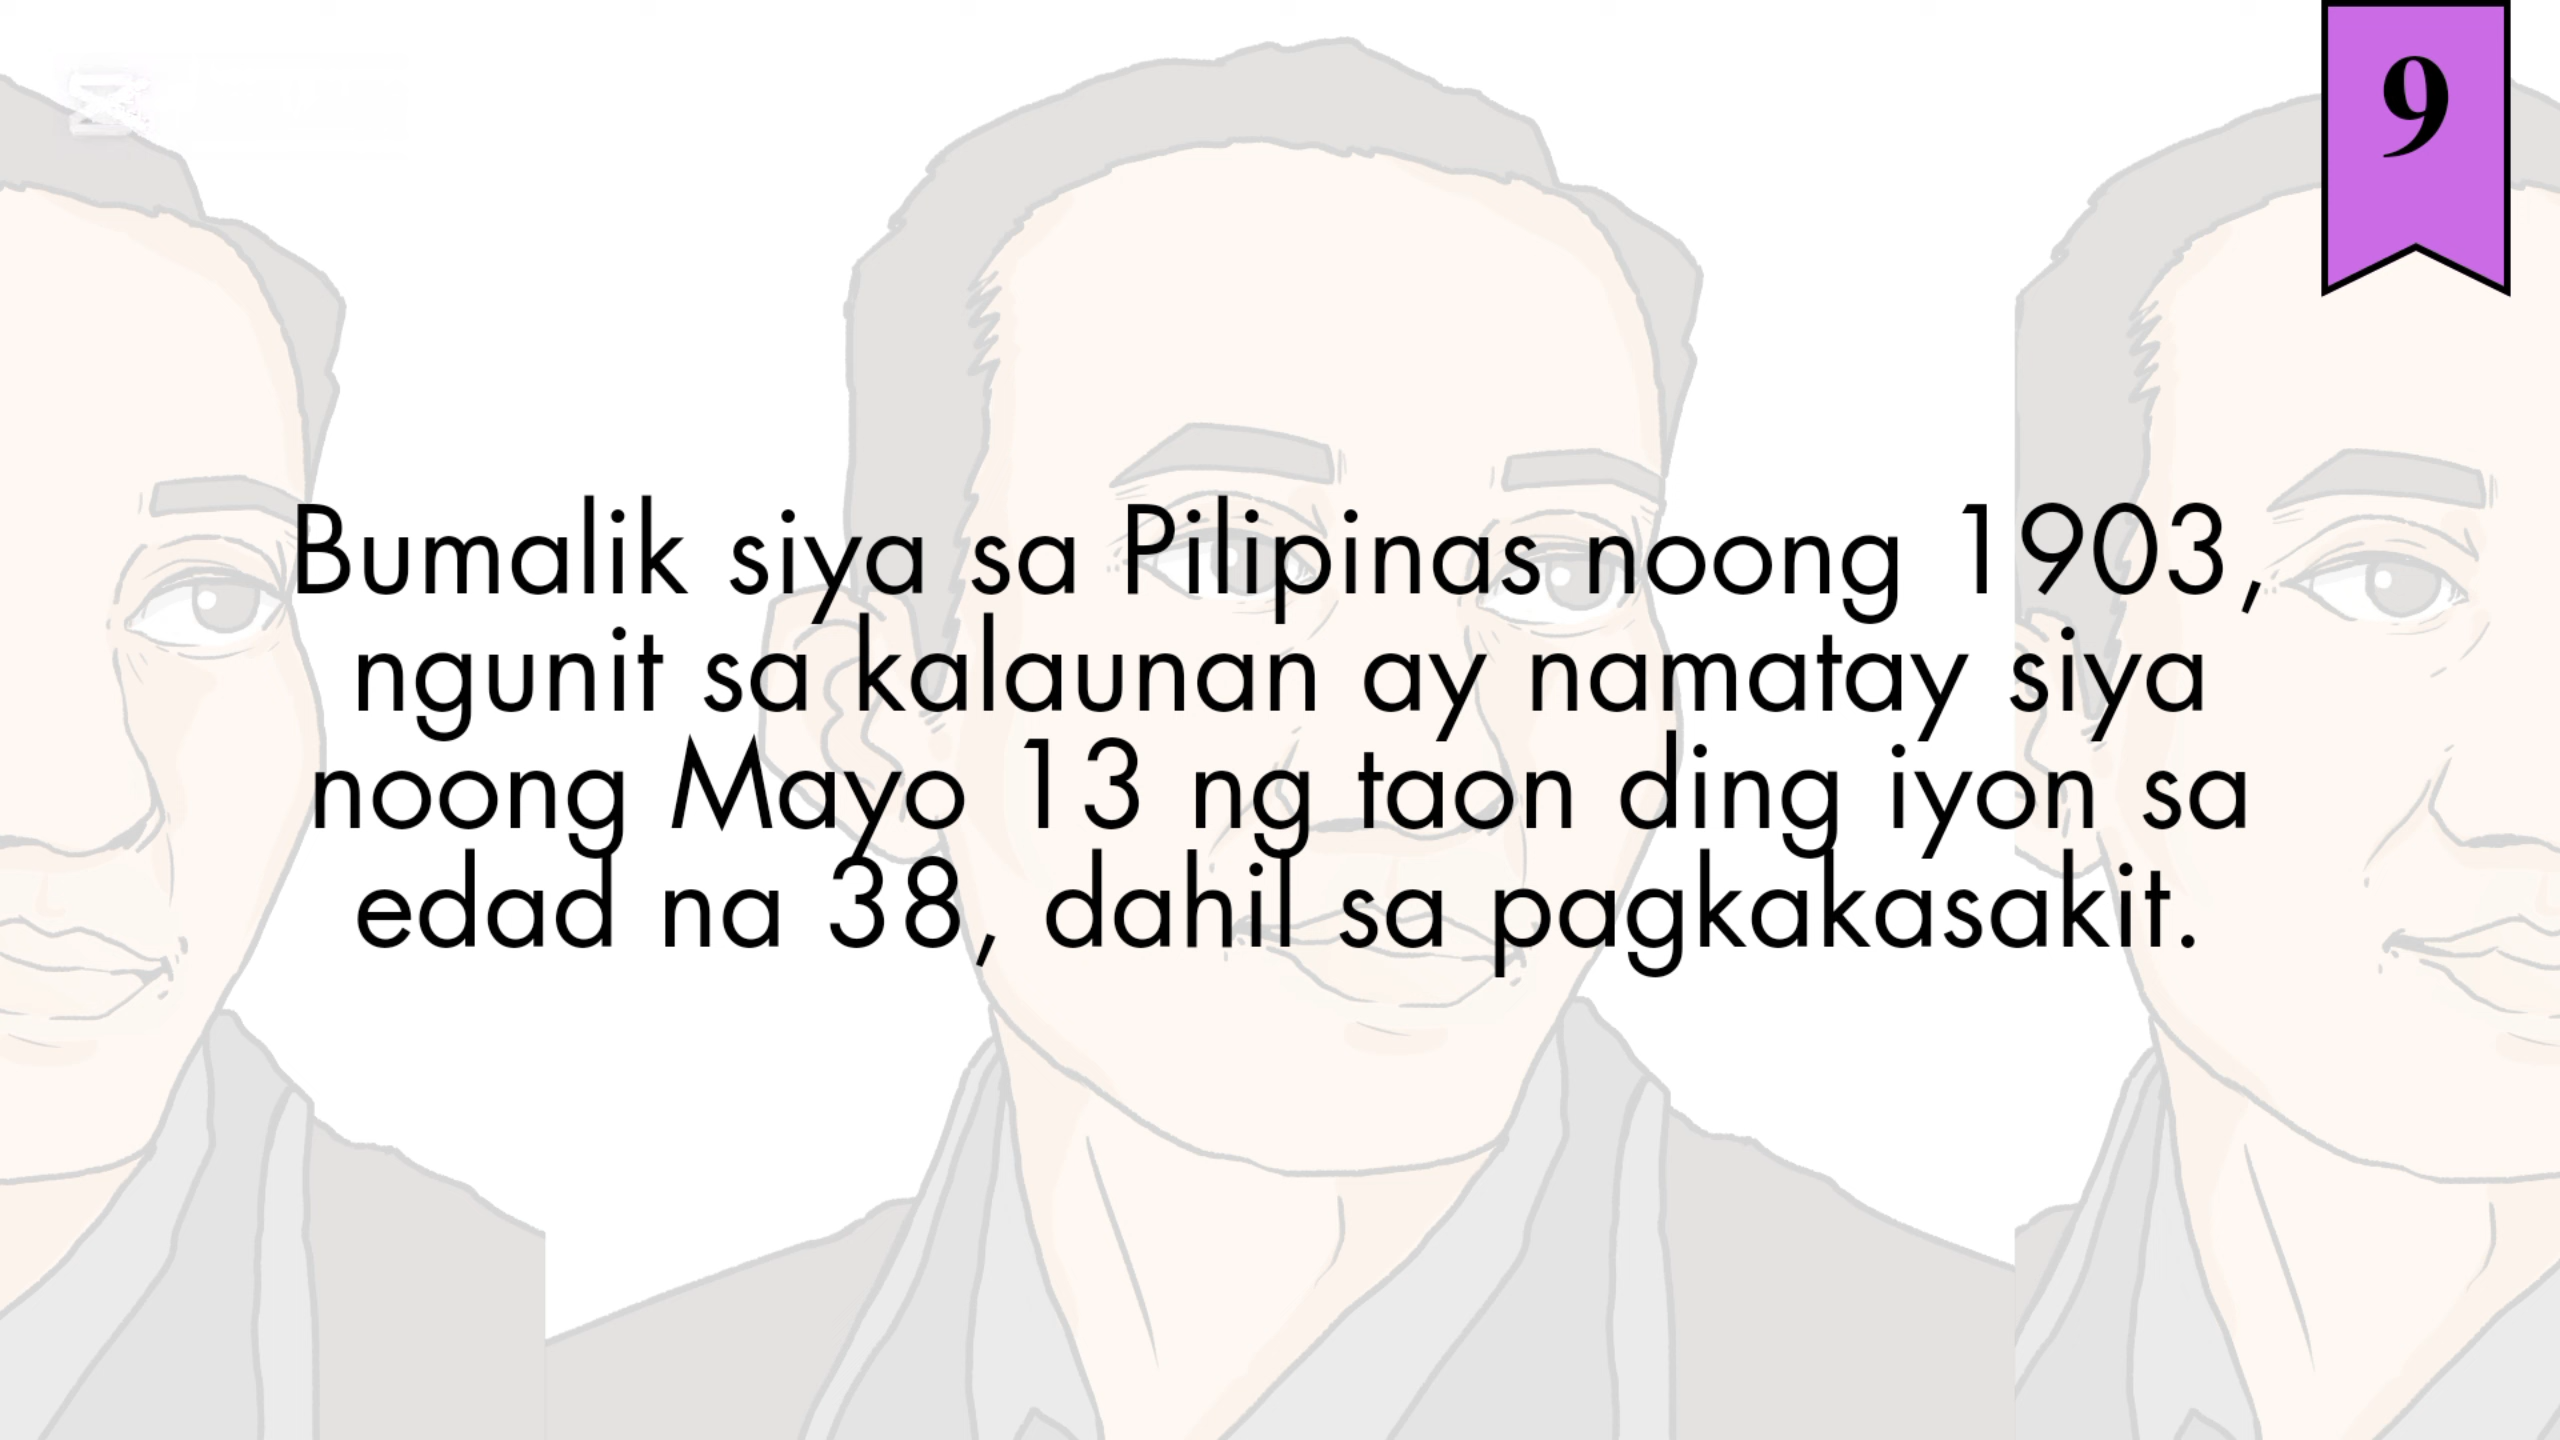 9
Bumalik siya sa Pilipinas noong 1903,
ngunit sa kalaunan ay namatay siya
noong Mayo 13 ng taon ding iyon sa
edad na 38, dahil sa pagkakasakit.